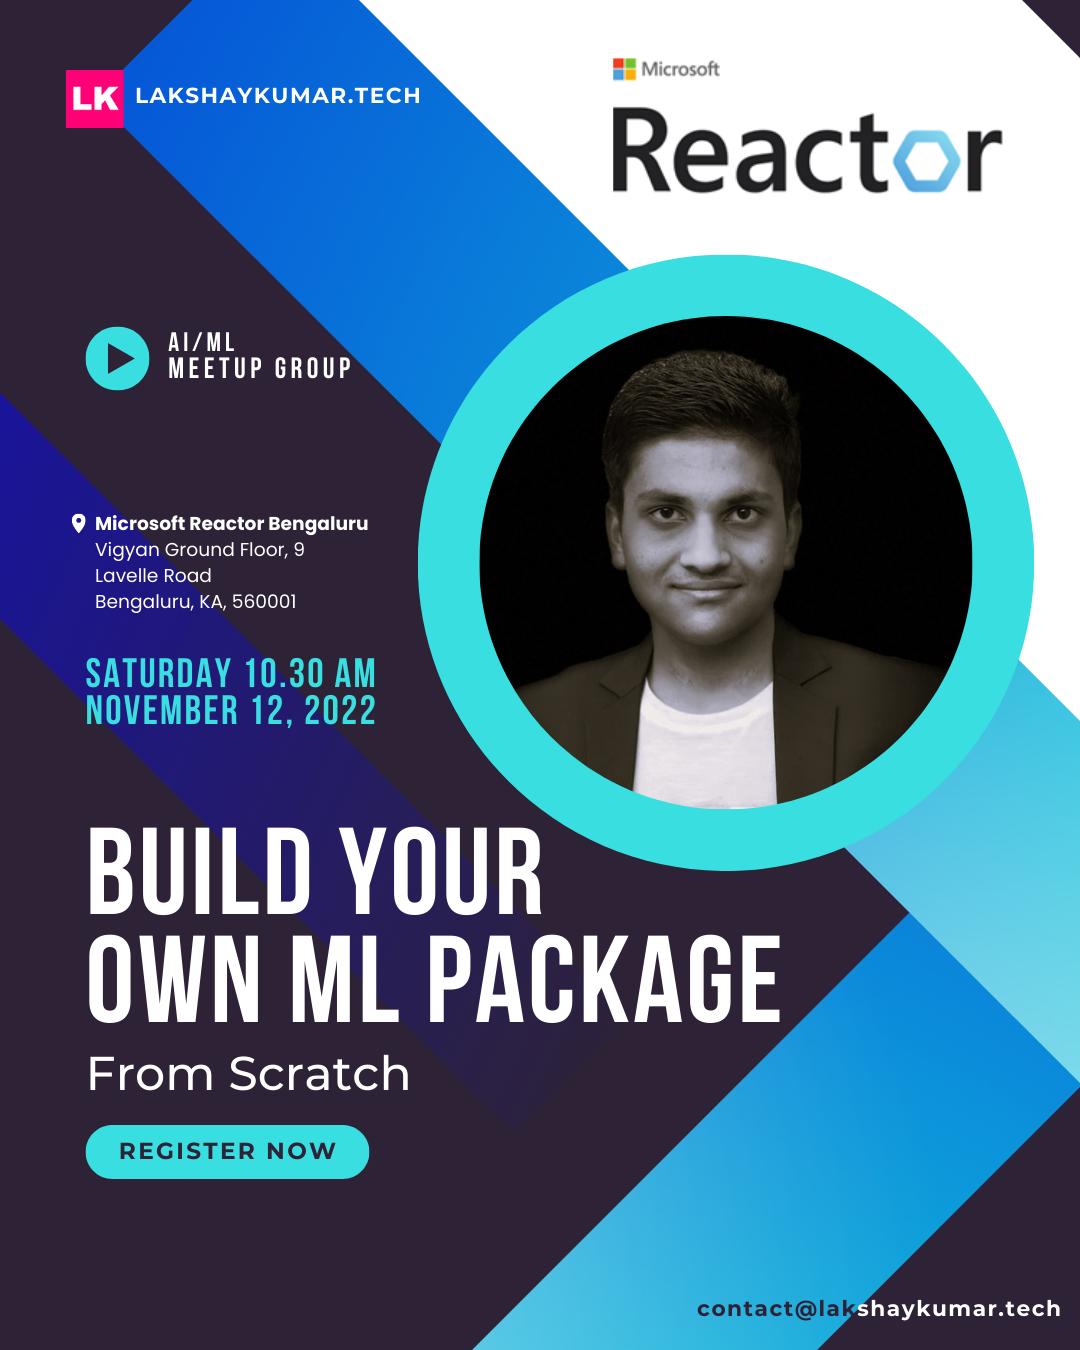 LK LAKSHAYKUMAR.TECH
Microsoft
Reactor
AI/ML
MEETUP GROUP
Microsoft Reactor Bengaluru
Vigyan Ground Floor, 9
Lavelle Road
Bengaluru, KA, 560001
SATURDAY 10.30 AM
NOVEMBER 12, 2022
BUILD YOUR
OWN ML PACKAGE
From Scratch
REGISTER NOW
contact@lakshaykumar.tech